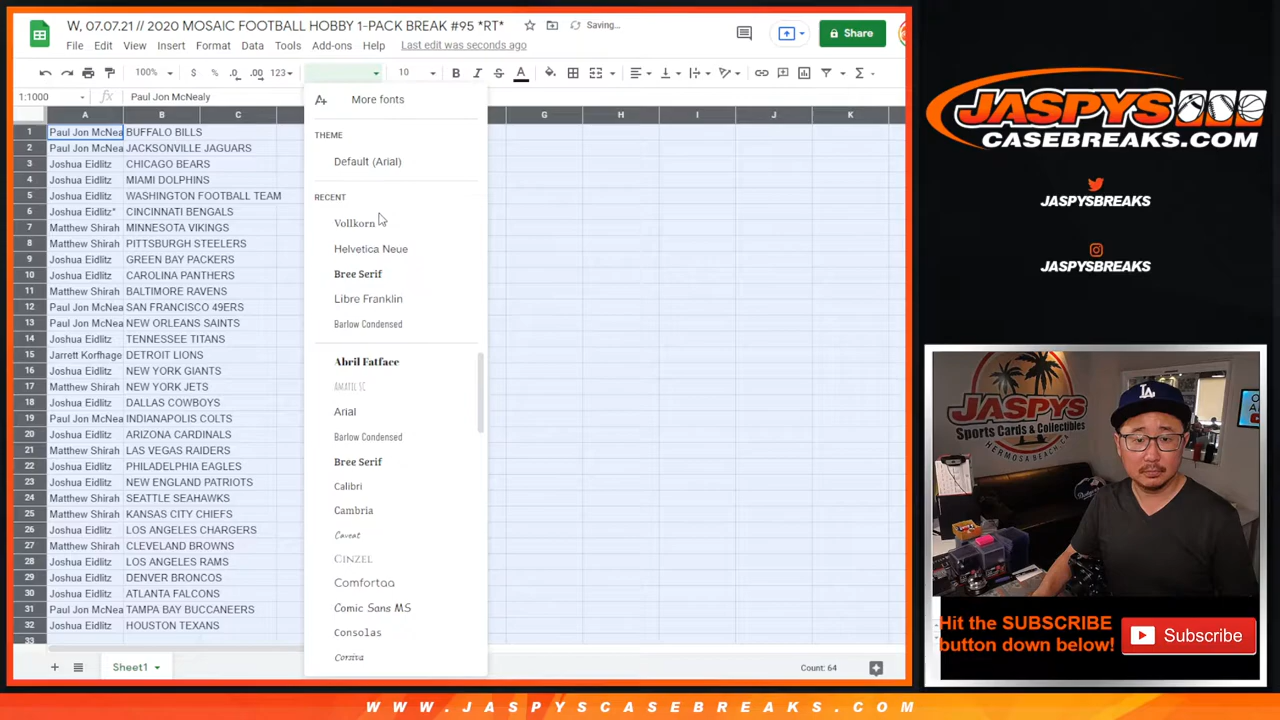 W, 07.07.21 // 2020 MOSAIC FOOTBALL HOBBY 1-PACK BREAK #95 *RT*
Saving...
File Edit View Insert Format Data Tools Add-ons Help Last edit was seconds ago
Share
100% $ % .0 .00 123 10 B I S A
1:1000 fx Paul Jon McNealy
A B C G H I J K
1 Paul Jon McNea BUFFALO BILLS
2 Paul Jon McNea JACKSONVILLE JAGUARS
3 Joshua Eidlitz CHICAGO BEARS
4 Joshua Eidlitz MIAMI DOLPHINS
5 Joshua Eidlitz WASHINGTON FOOTBALL TEAM
6 Joshua Eidlitz* CINCINNATI BENGALS
7 Matthew Shirah MINNESOTA VIKINGS
8 Matthew Shirah PITTSBURGH STEELERS
9 Joshua Eidlitz GREEN BAY PACKERS
10 Joshua Eidlitz CAROLINA PANTHERS
11 Matthew Shirah BALTIMORE RAVENS
12 Paul Jon McNea SAN FRANCISCO 49ERS
13 Paul Jon McNea NEW ORLEANS SAINTS
14 Joshua Eidlitz TENNESSEE TITANS
15 Jarrett Korfhage DETROIT LIONS
16 Joshua Eidlitz NEW YORK GIANTS
17 Matthew Shirah NEW YORK JETS
18 Joshua Eidlitz DALLAS COWBOYS
19 Paul Jon McNea INDIANAPOLIS COLTS
20 Joshua Eidlitz ARIZONA CARDINALS
21 Matthew Shirah LAS VEGAS RAIDERS
22 Joshua Eidlitz PHILADELPHIA EAGLES
23 Joshua Eidlitz NEW ENGLAND PATRIOTS
24 Matthew Shirah SEATTLE SEAHAWKS
25 Matthew Shirah KANSAS CITY CHIEFS
26 Joshua Eidlitz LOS ANGELES CHARGERS
27 Matthew Shirah CLEVELAND BROWNS
28 Joshua Eidlitz LOS ANGELES RAMS
29 Joshua Eidlitz DENVER BRONCOS
30 Joshua Eidlitz ATLANTA FALCONS
31 Paul Jon McNea TAMPA BAY BUCCANEERS
32 Joshua Eidlitz HOUSTON TEXANS
33
Sheet1
Count: 64
More fonts
THEME
Default (Arial)
RECENT
Vollkorn
Helvetica Neue
Bree Serif
Libre Franklin
Barlow Condensed
Abril Fatface
AMATIC SC
Arial
Barlow Condensed
Bree Serif
Calibri
Cambria
Caveat
CINZEL
Comfortaa
Comic Sans MS
Consolas
Corsiva
JASPYS
CASEBREAKS.COM
JASPYSBREAKS
JASPYSBREAKS
JASPYS
Sports Cards & Collectibles
HERMOSA BEACH, CA
LA
Hit the SUBSCRIBE
button down below!
Subscribe
WWW.JASPYSCASEBREAKS.COM